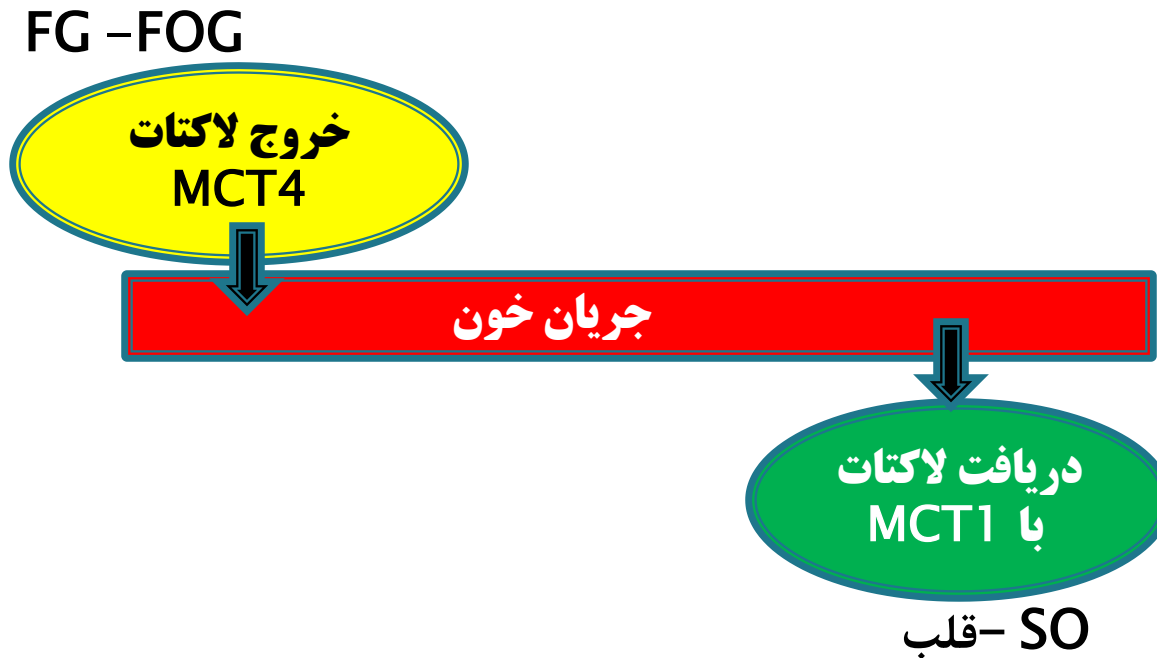 FG –FOG
خروج لاکتات
MCT4
جریان خون
دریافت لاکتات
با MCT1
SO –قلب